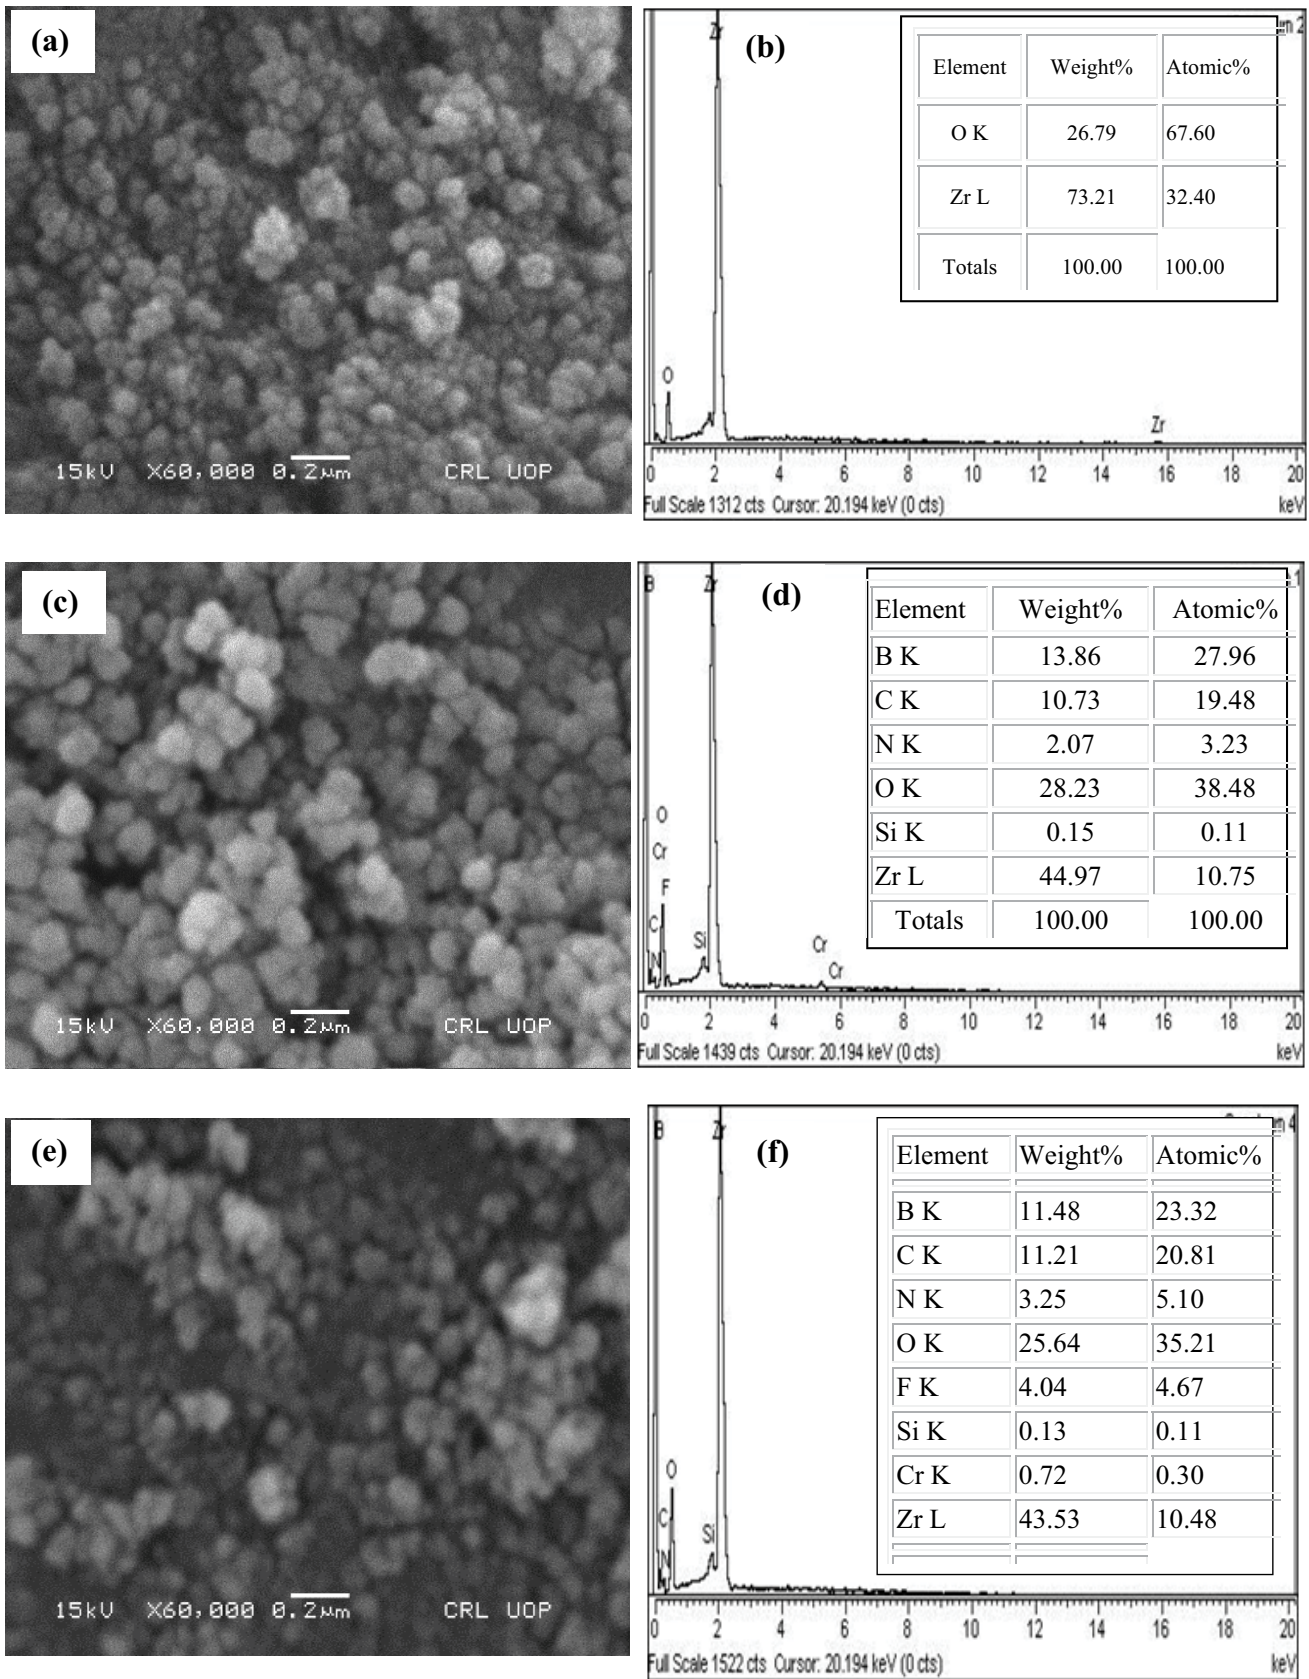 (a)
15kV X60,000 0.2μm CRL UOP
(b)
Zr
O
Zr
Element Weight% Atomic%
O K 26.79 67.60
Zr L 73.21 32.40
Totals 100.00 100.00
0 2 4 6 8 10 12 14 16 18 20
Full Scale 1312 cts Cursor: 20.194 keV (0 cts) keV
(c)
15kV X60,000 0.2μm CRL UOP
(d)
B Zr
O
Cr
F
C
N
Si
Cr
Cr
Element Weight% Atomic%
B K 13.86 27.96
C K 10.73 19.48
N K 2.07 3.23
O K 28.23 38.48
Si K 0.15 0.11
Zr L 44.97 10.75
Totals 100.00 100.00
0 2 4 6 8 10 12 14 16 18 20
Full Scale 1439 cts Cursor: 20.194 keV (0 cts) keV
(e)
15kV X60,000 0.2μm CRL UOP
(f)
B Zr
O
C
N
Si
Element Weight% Atomic%
B K 11.48 23.32
C K 11.21 20.81
N K 3.25 5.10
O K 25.64 35.21
F K 4.04 4.67
Si K 0.13 0.11
Cr K 0.72 0.30
Zr L 43.53 10.48
0 2 4 6 8 10 12 14 16 18 20
Full Scale 1522 cts Cursor: 20.194 keV (0 cts) keV